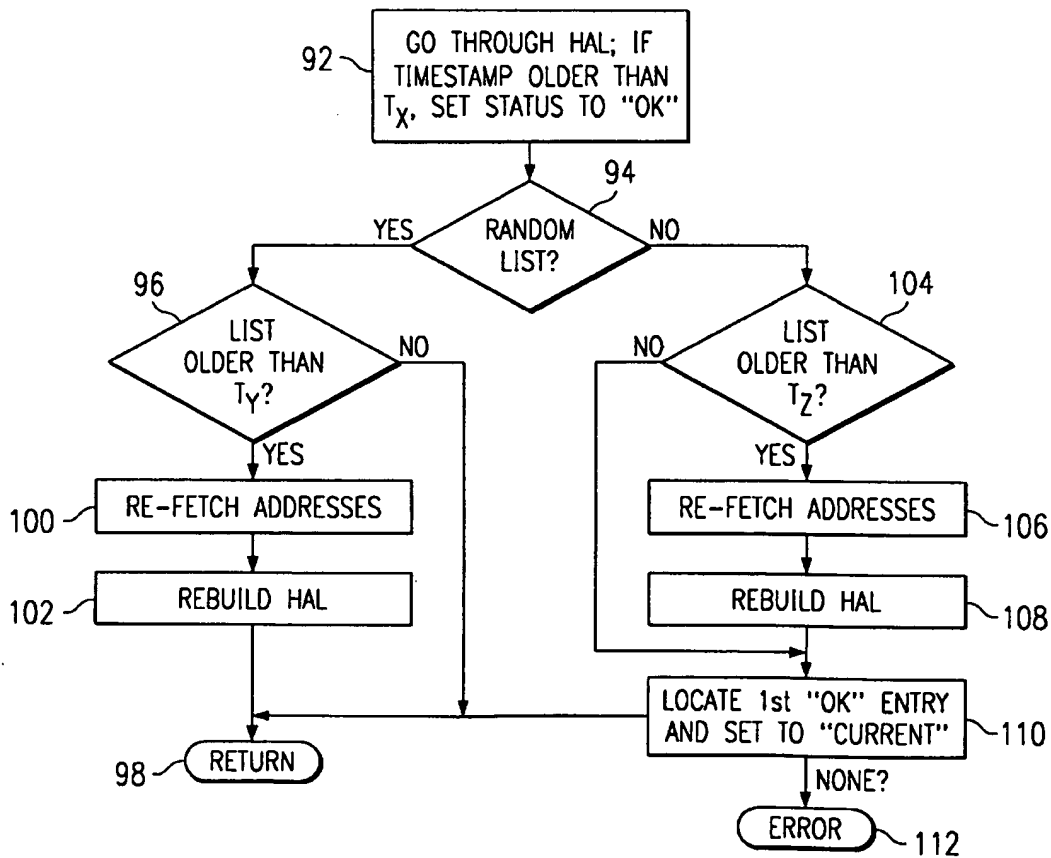 92
GO THROUGH HAL; IF
TIMESTAMP OLDER THAN
TX, SET STATUS TO "OK"
94
YES
RANDOM
LIST?
NO
96
LIST
OLDER THAN
TY?
NO
YES
104
NO
LIST
OLDER THAN
TZ?
YES
100
RE-FETCH ADDRESSES
RE-FETCH ADDRESSES
106
102
REBUILD HAL
REBUILD HAL
108
LOCATE 1st "OK" ENTRY
AND SET TO "CURRENT"
110
98
RETURN
NONE?
ERROR
112